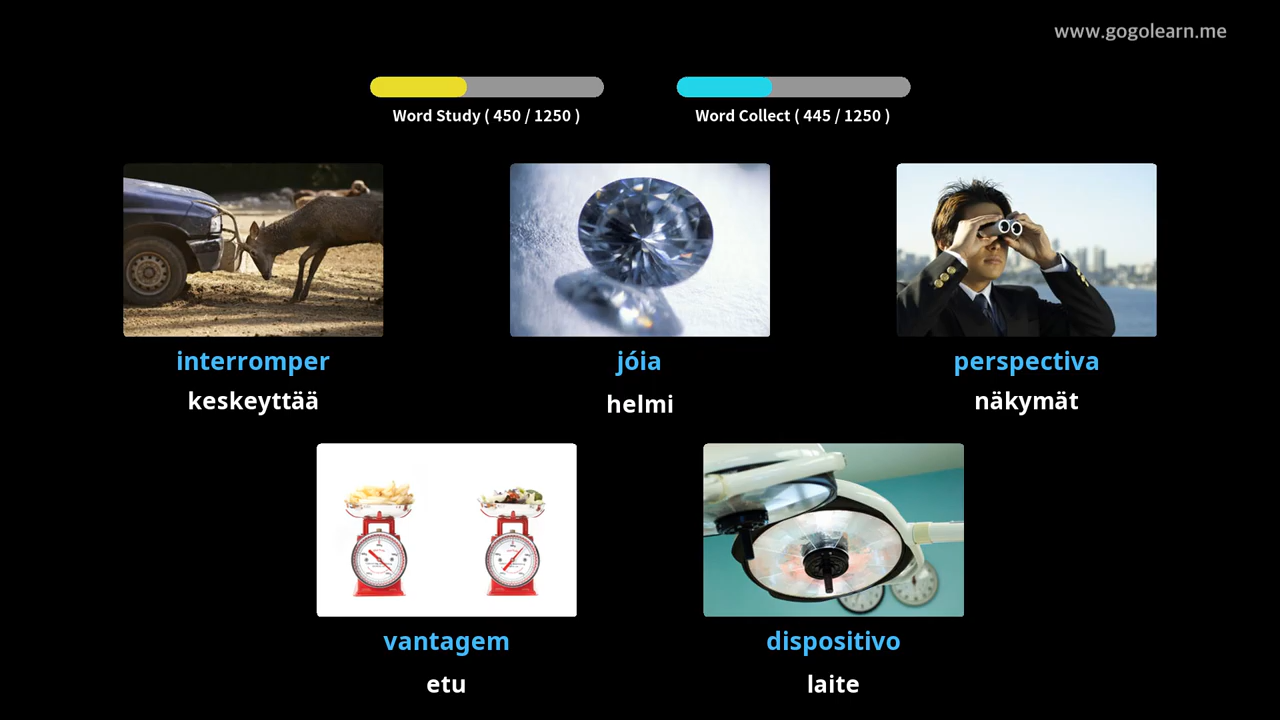 www.gogolearn.me
Word Study ( 450 / 1250 )
Word Collect ( 445 / 1250 )
interromper
keskeyttää
jóia
helmi
perspectiva
näkymät
vantagem
etu
dispositivo
laite